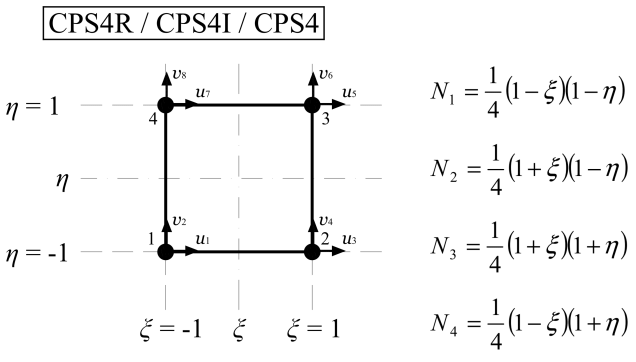 CPS4R / CPS4I / CPS4
v₈ v₆
η = 1 u₇ u₅
4 3
η
v₂ v₄
1 u₁ 2 u₃
η = -1
ξ = -1 ξ ξ = 1
N₁ = 1/4 (1 − ξ)(1 − η)
N₂ = 1/4 (1 + ξ)(1 − η)
N₃ = 1/4 (1 + ξ)(1 + η)
N₄ = 1/4 (1 − ξ)(1 + η)